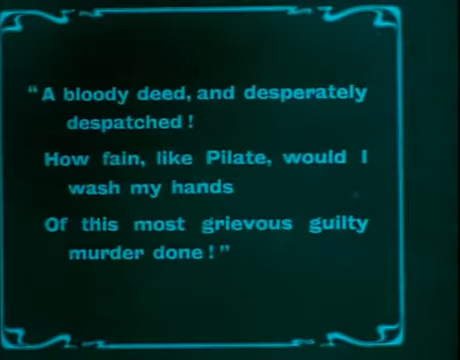 “A bloody deed, and desperately
despatched!
How fain, like Pilate, would I
wash my hands
Of this most grievous guilty
murder done!”